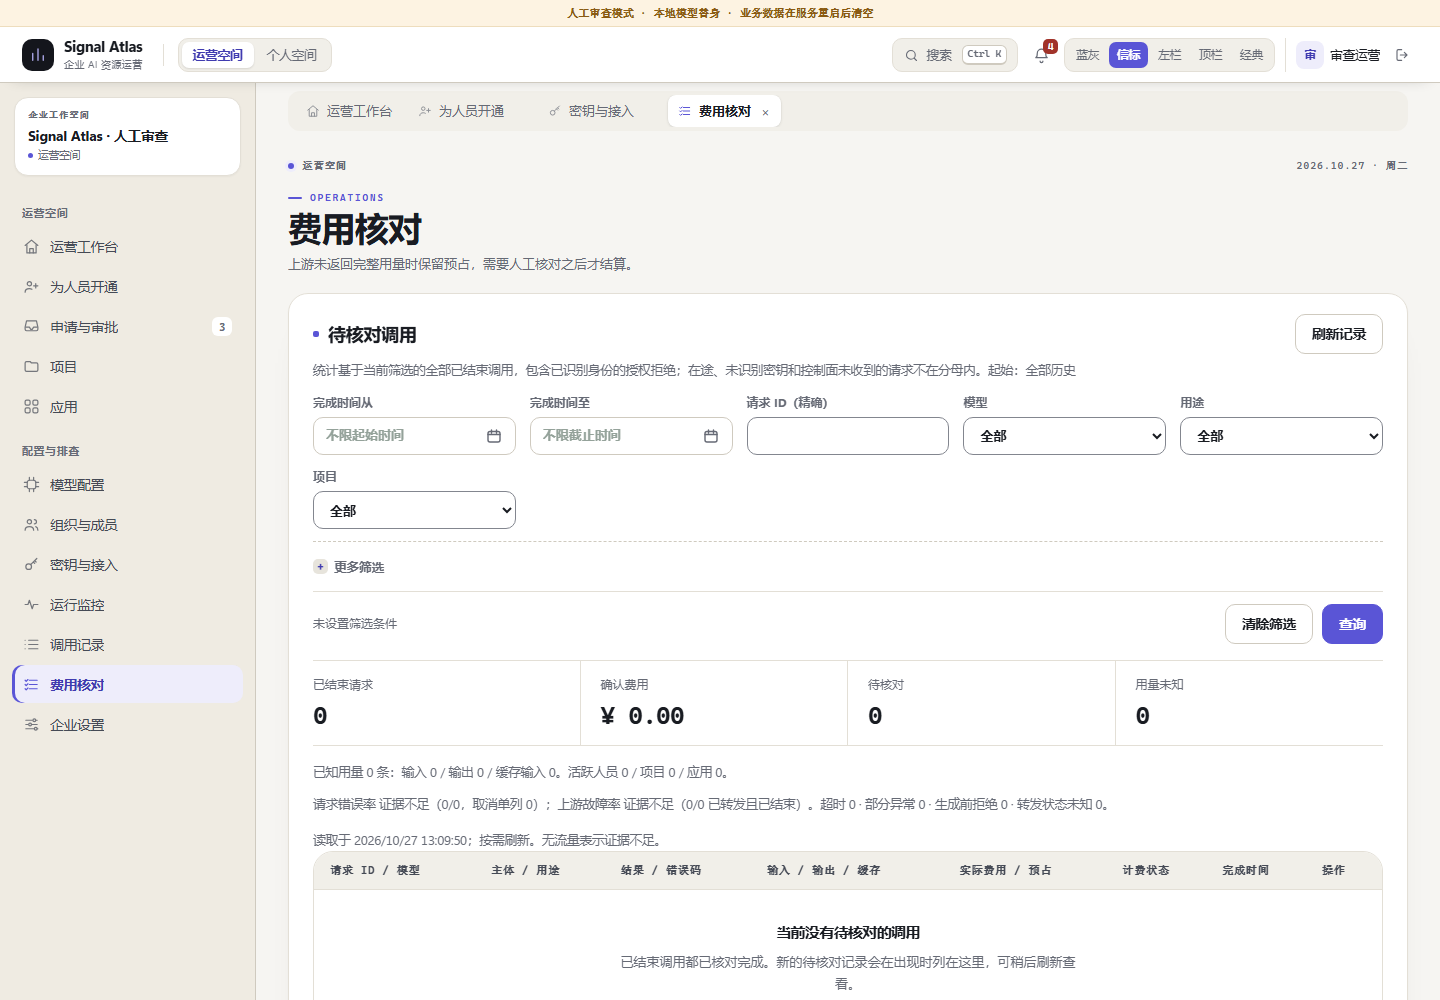 人工审查模式 · 本地模型替身 · 业务数据在服务重启后清空
Signal Atlas
企业 AI 资源运营
运营空间 个人空间
搜索 Ctrl K
4
蓝灰 信标 左栏 顶栏 经典
审 审查运营
企业工作空间
Signal Atlas · 人工审查
运营空间
运营空间
运营工作台
为人员开通
申请与审批 3
项目
应用
配置与排查
模型配置
组织与成员
密钥与接入
运行监控
调用记录
费用核对
企业设置
运营工作台 为人员开通 密钥与接入 费用核对 ×
运营空间
2026.10.27 · 周二
OPERATIONS
费用核对
上游未返回完整用量时保留预占，需要人工核对之后才结算。
待核对调用
刷新记录
统计基于当前筛选的全部已结束调用，包含已识别身份的授权拒绝；在途、未识别密钥和控制面未收到的请求不在分母内。起始：全部历史
完成时间从 完成时间至 请求 ID（精确） 模型 用途
不限起始时间 不限截止时间 全部 全部
项目
全部
+ 更多筛选
未设置筛选条件
清除筛选 查询
已结束请求 确认费用 待核对 用量未知
0 ¥ 0.00 0 0
已知用量 0 条：输入 0 / 输出 0 / 缓存输入 0。活跃人员 0 / 项目 0 / 应用 0。
请求错误率 证据不足（0/0，取消单列 0）；上游故障率 证据不足（0/0 已转发且已结束）。超时 0 · 部分异常 0 · 生成前拒绝 0 · 转发状态未知 0。
读取于 2026/10/27 13:09:50；按需刷新。无流量表示证据不足。
请求 ID / 模型 主体 / 用途 结果 / 错误码 输入 / 输出 / 缓存 实际费用 / 预占 计费状态 完成时间 操作
当前没有待核对的调用
已结束调用都已核对完成。新的待核对记录会在出现时列在这里，可稍后刷新查
看。